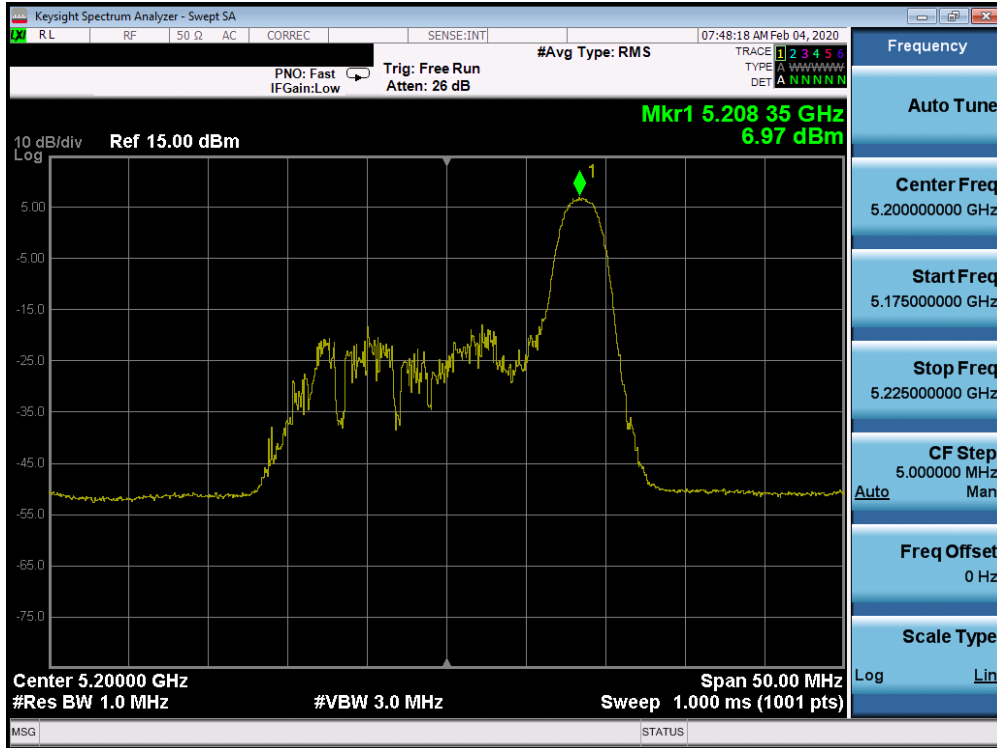 Keysight Spectrum Analyzer - Swept SA
LXI RL RF 50 Ω AC CORREC SENSE:INT 07:48:18 AM Feb 04, 2020
#Avg Type: RMS
PNO: Fast
IFGain:Low
Trig: Free Run
Atten: 26 dB
TRACE 1 2 3 4 5 6
TYPE A WWWWW
DET A N N N N N
Mkr1 5.208 35 GHz
6.97 dBm
10 dB/div Ref 15.00 dBm
Log
1
5.00
-5.00
-15.0
-25.0
-35.0
-45.0
-55.0
-65.0
-75.0
Center 5.20000 GHz
Span 50.00 MHz
#Res BW 1.0 MHz
#VBW 3.0 MHz
Sweep 1.000 ms (1001 pts)
MSG
STATUS
Frequency
Auto Tune
Center Freq
5.200000000 GHz
Start Freq
5.175000000 GHz
Stop Freq
5.225000000 GHz
CF Step
5.000000 MHz
Auto Man
Freq Offset
0 Hz
Scale Type
Log Lin